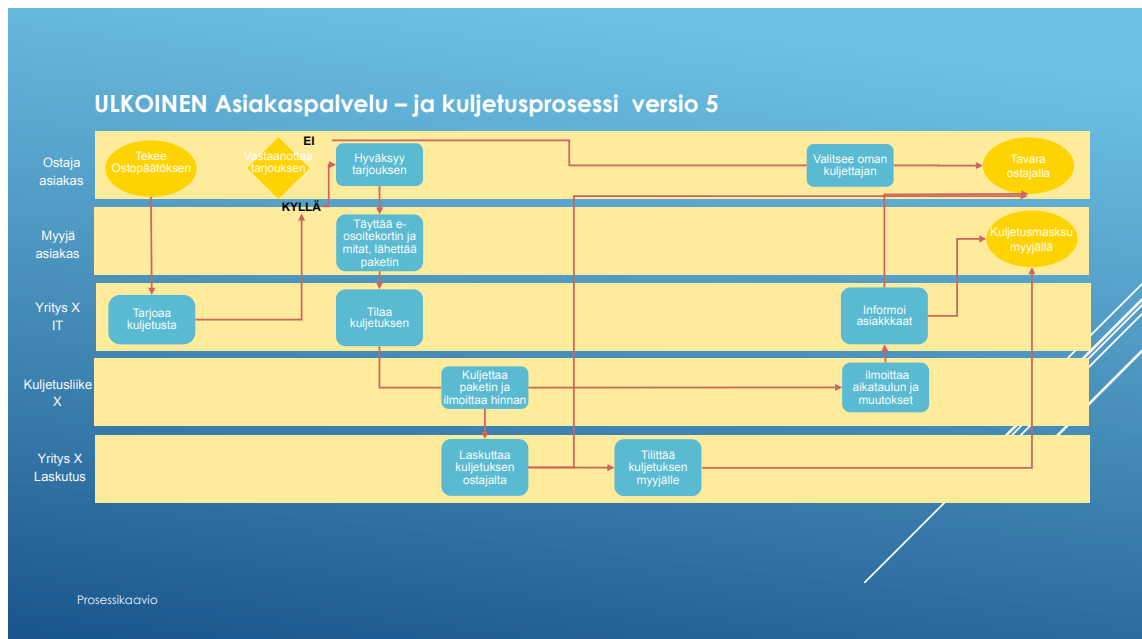 ULKOINEN Asiakaspalvelu – ja kuljetusprosessi versio 5
Ostaja
asiakas
Tekee
Ostopäätöksen
Vastaanottaa
tarjouksen
EI
KYLLÄ
Hyväksyy
tarjouksen
Valitsee oman
kuljettajan
Tavara
ostajalla
Myyjä
asiakas
Täyttää e-
osoitekortin ja
mitat, lähettää
paketin
Kuljetusmasksu
myyjällä
Yritys X
IT
Tarjoaa
kuljetusta
Tilaa
kuljetuksen
Informoi
asiakkkaat
Kuljetusliike
X
Kuljettaa
paketin ja
ilmoittaa hinnan
ilmoittaa
aikataulun ja
muutokset
Yritys X
Laskutus
Laskuttaa
kuljetuksen
ostajalta
Tilittää
kuljetuksen
myyjälle
Prosessikaavio